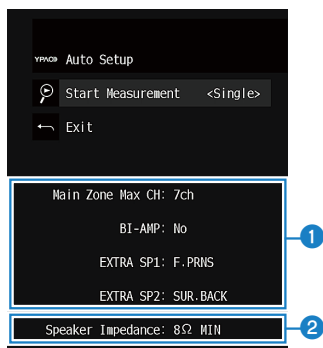 YPAO Auto Setup
Start Measurement <Single>
Exit
Main Zone Max CH: 7ch
BI-AMP: No
1
EXTRA SP1: F.PRNS
EXTRA SP2: SUR.BACK
Speaker Impedance: 8Ω MIN
2